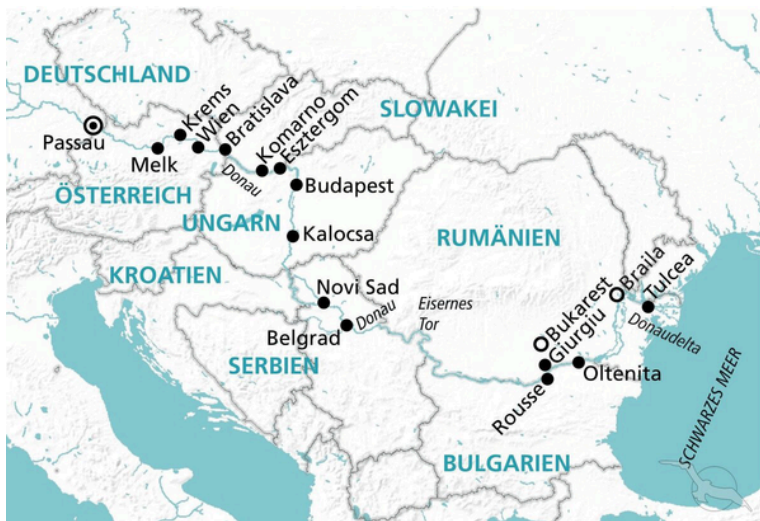 DEUTSCHLAND
Krems
Wien
Bratislava
Komarno
Esztergom
SLOWAKEI
Passau
Melk
Donau
Budapest
ÖSTERREICH
UNGARN
Kalocsa
RUMÄNIEN
KROATIEN
Novi Sad
Eisernes
Tor
Bukarest
Giurgiu
Braila
Tulcea
Donau
Donaudelta
Belgrad
SERBIEN
Oltenita
Rousse
SCHWARZES MEER
BULGARIEN